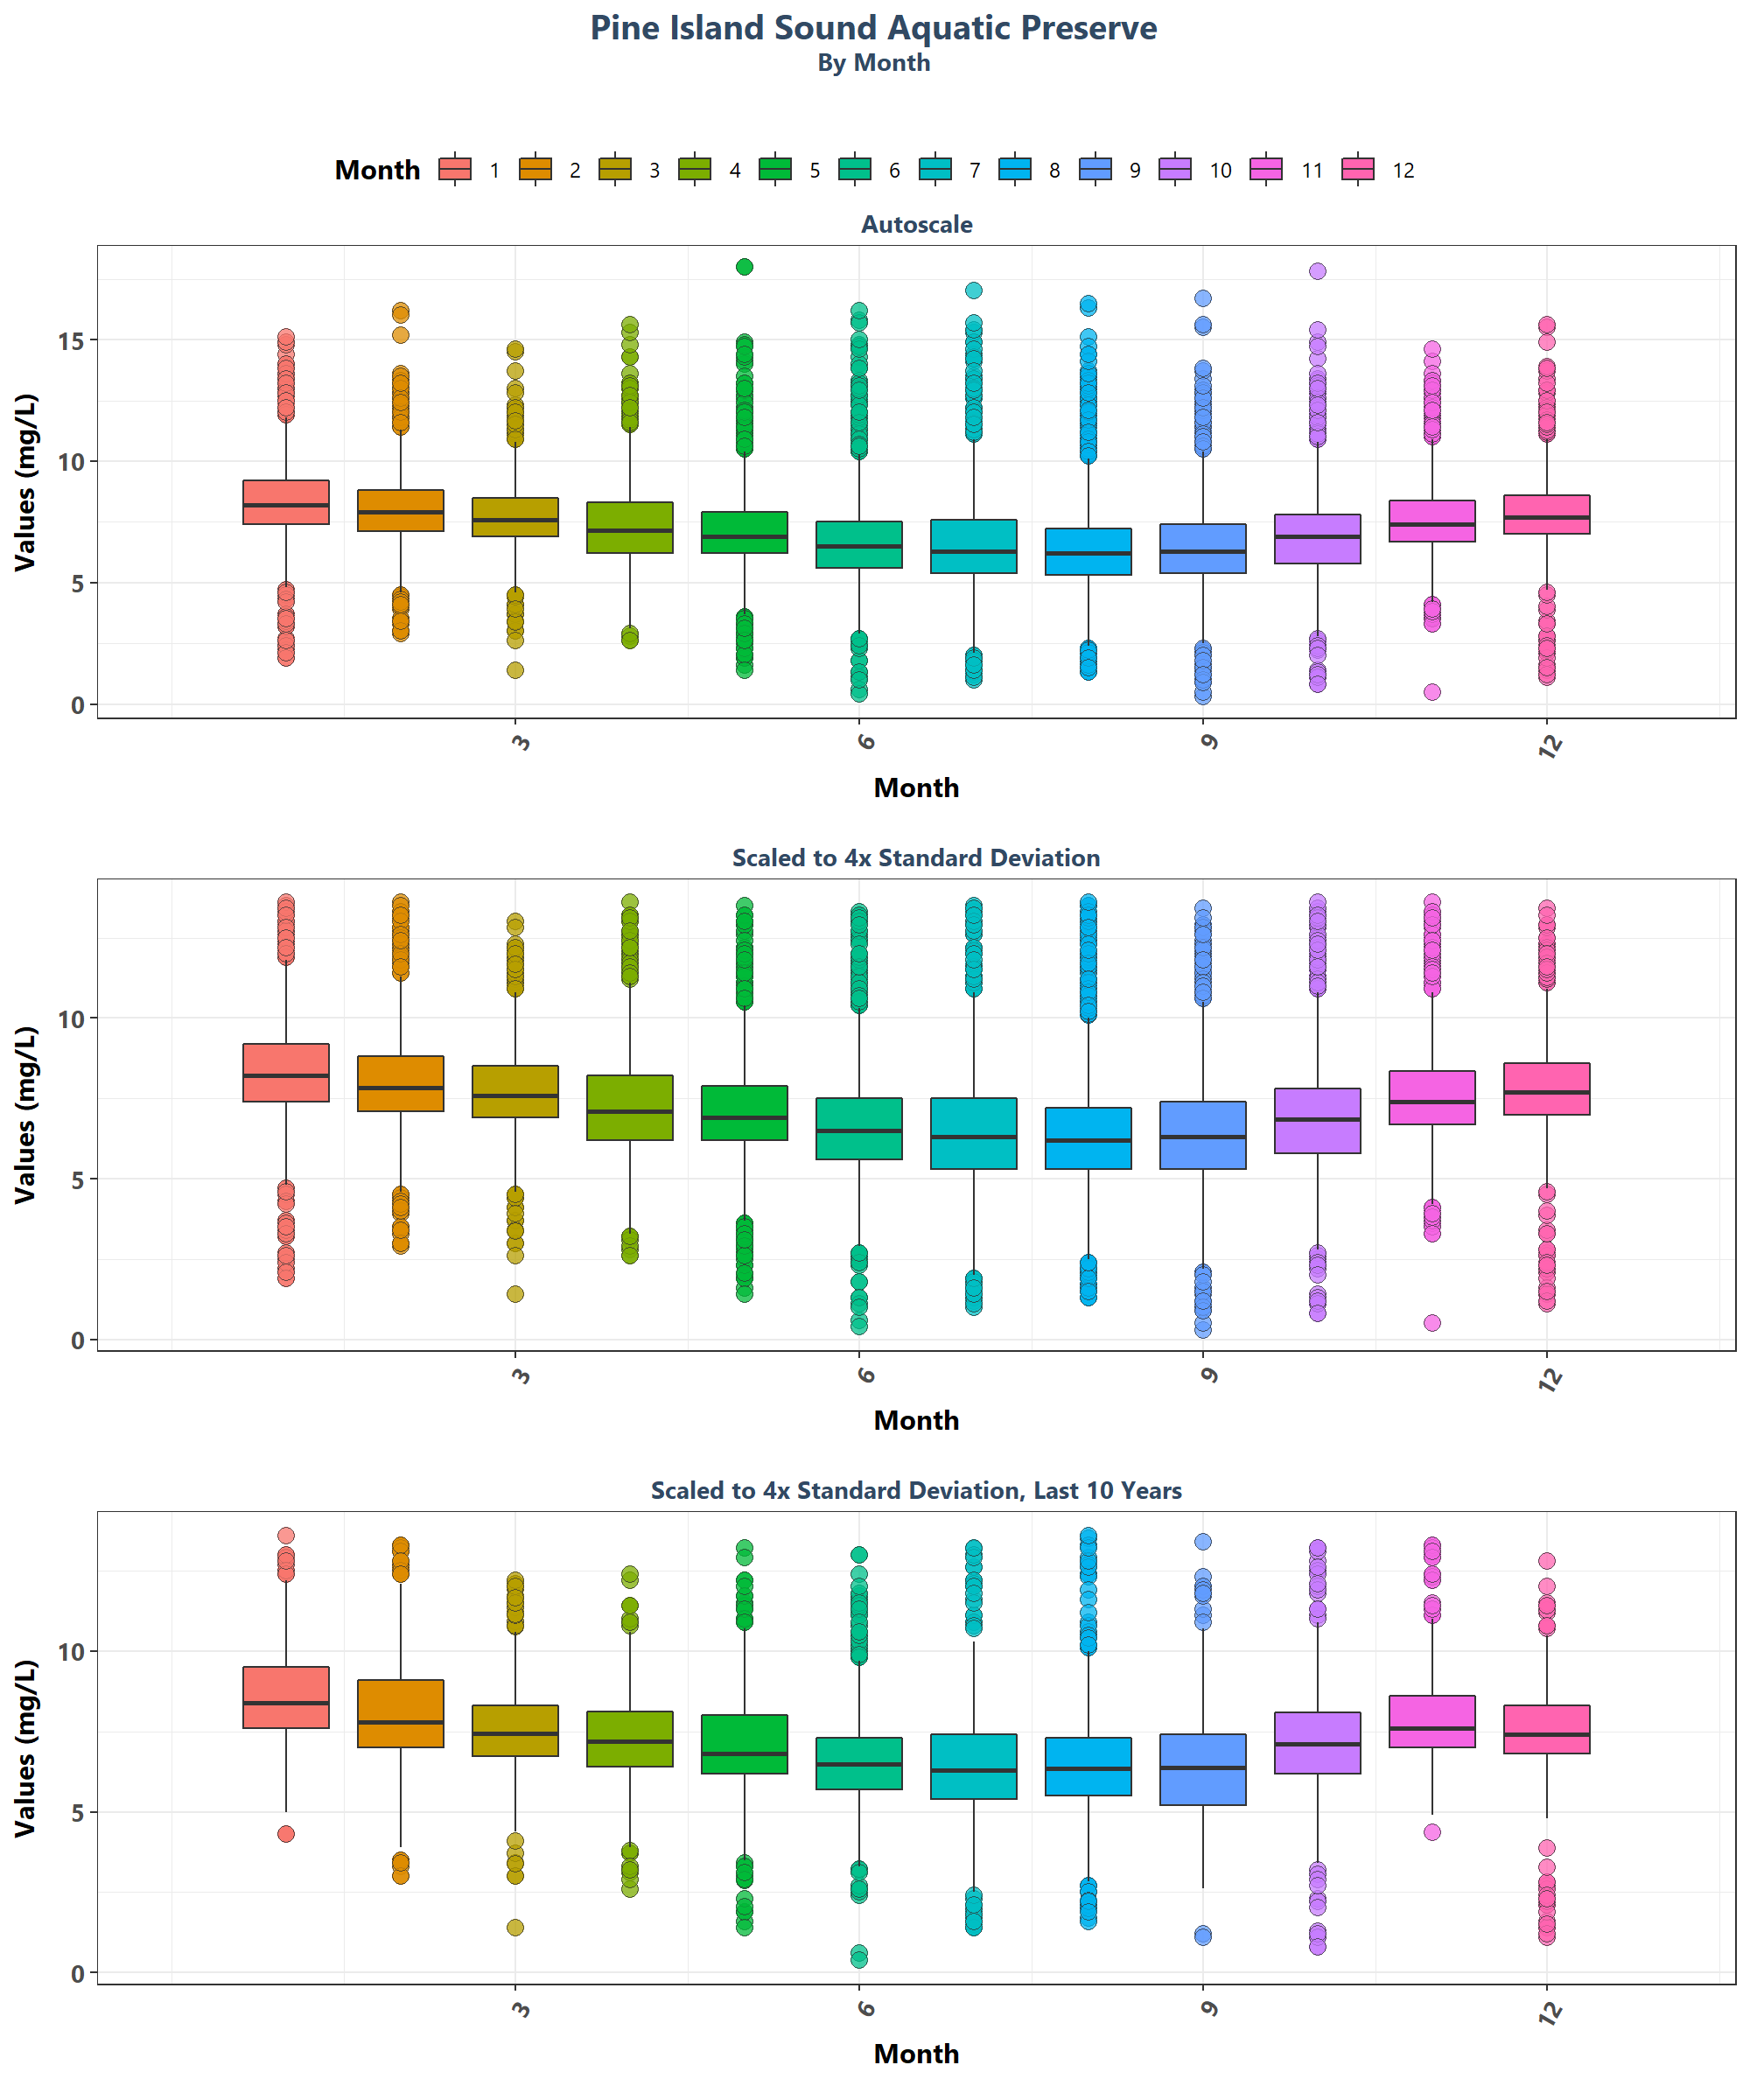 Pine Island Sound Aquatic Preserve
By Month
Month 1 2 3 4 5 6 7 8 9 10 11 12
Autoscale
Values (mg/L)
15
10
5
0
3 6 9 12
Month
Scaled to 4x Standard Deviation
Values (mg/L)
10
5
0
3 6 9 12
Month
Scaled to 4x Standard Deviation, Last 10 Years
Values (mg/L)
10
5
0
3 6 9 12
Month